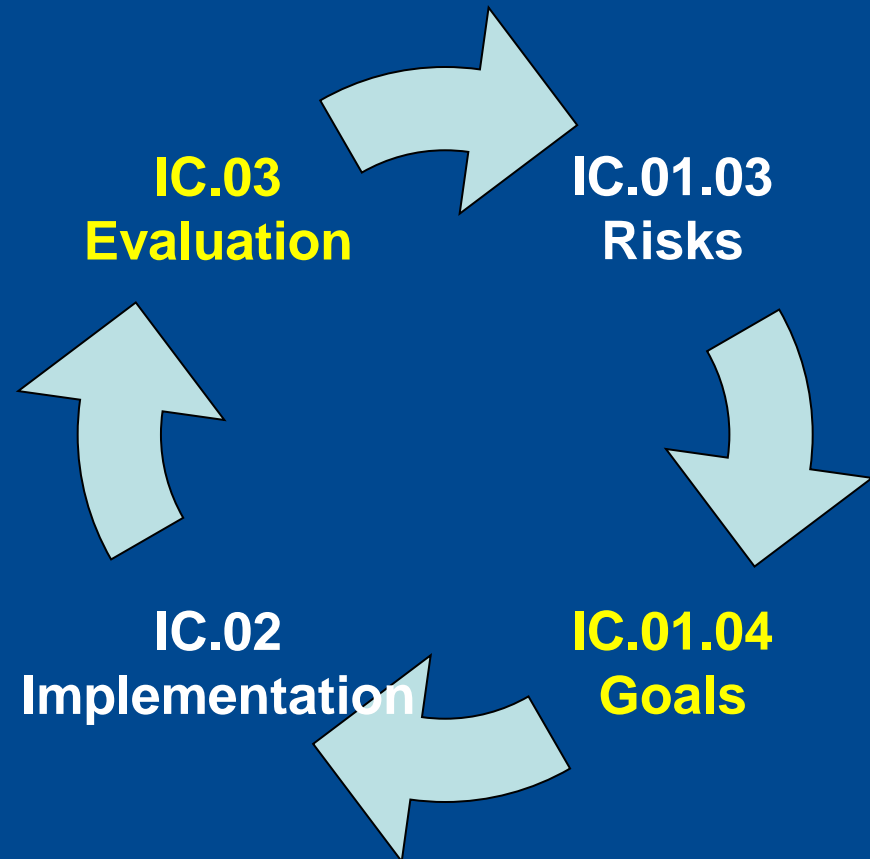 IC.03
Evaluation
IC.01.03
Risks
IC.02
Implementation
IC.01.04
Goals